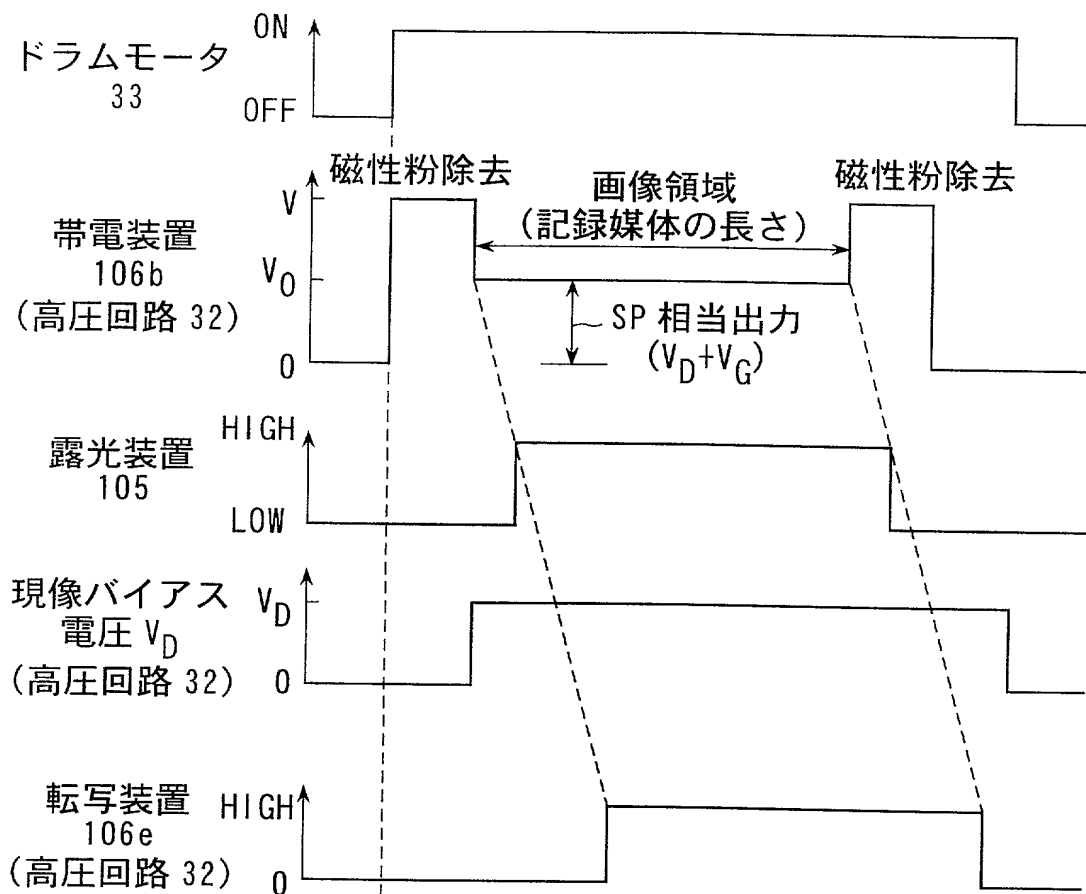 ドラムモータ
33
ON
OFF
磁性粉除去
画像領域
(記録媒体の長さ)
磁性粉除去
帯電装置
106b
(高圧回路 32)
V
V0
0
SP 相当出力
(VD+VG)
露光装置
105
HIGH
LOW
現像バイアス
電圧 VD
(高圧回路 32)
VD
0
転写装置
106e
(高圧回路 32)
HIGH
0